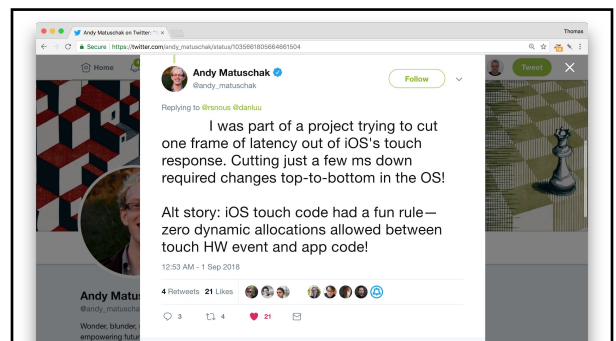 Andy Matuschak on Twitter: "
Thomas
Secure
https://twitter.com/andy_matuschak/status/1035661805664661504
Home
Tweet
Andy Matuschak
@andy_matuschak
Follow
Replying to @rsnous @danluu
I was part of a project trying to cut
one frame of latency out of iOS's touch
response. Cutting just a few ms down
required changes top-to-bottom in the OS!
Alt story: iOS touch code had a fun rule—
zero dynamic allocations allowed between
touch HW event and app code!
12:53 AM - 1 Sep 2018
4 Retweets 21 Likes
3 4 21
Andy Matus
@andy_matuscha
Wonder, blunder,
empowering futur